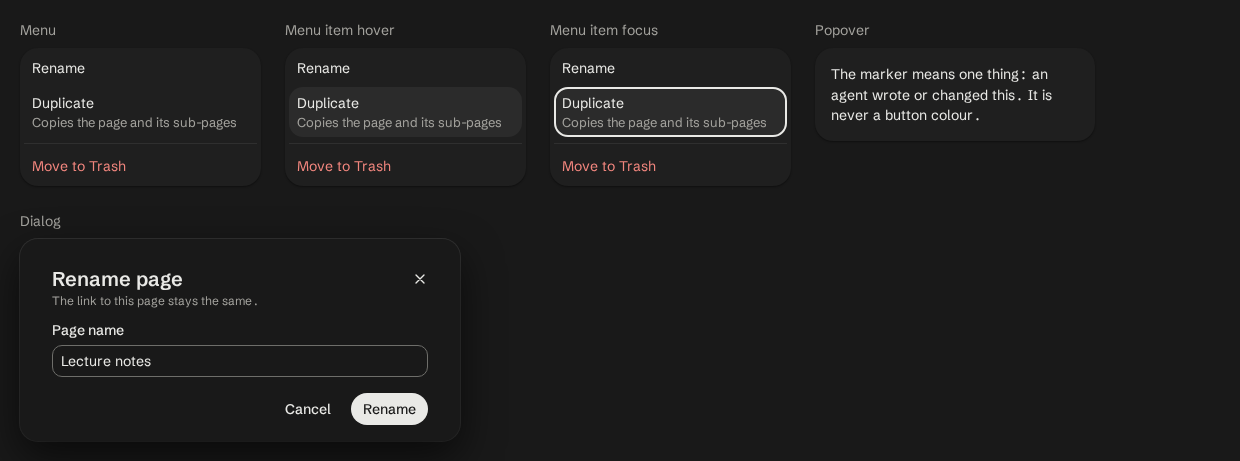 Menu
Rename
Duplicate
Copies the page and its sub-pages
Move to Trash
Menu item hover
Rename
Duplicate
Copies the page and its sub-pages
Move to Trash
Menu item focus
Rename
Duplicate
Copies the page and its sub-pages
Move to Trash
Popover
The marker means one thing: an
agent wrote or changed this. It is
never a button colour.
Dialog
Rename page
The link to this page stays the same.
Page name
Lecture notes
Cancel
Rename